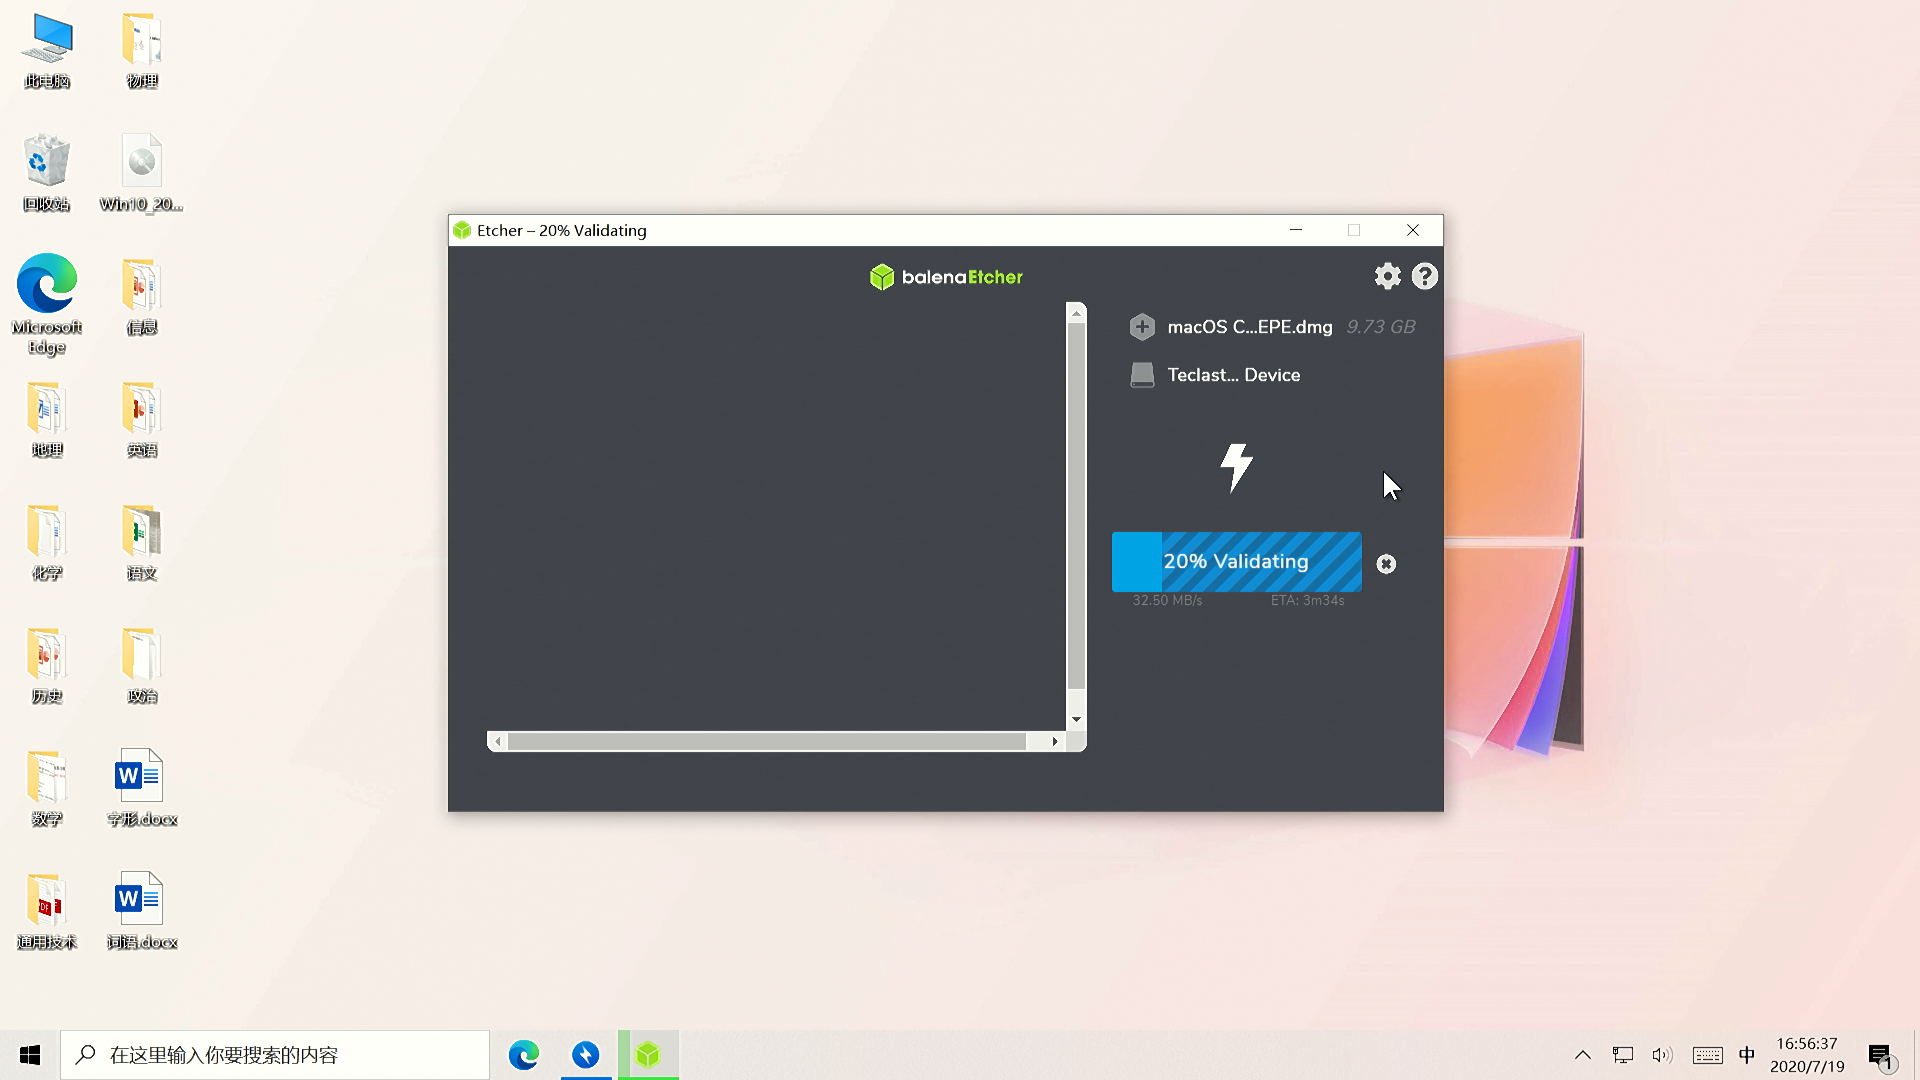 此电脑
物理
回收站
Win10_20...
Microsoft
Edge
信息
地理
英语
化学
语文
历史
政治
数学
字形.docx
通用技术
词语.docx
Etcher – 20% Validating
balenaEtcher
macOS C...EPE.dmg 9.73 GB
Teclast... Device
20% Validating
32.50 MB/s ETA: 3m34s
在这里输入你要搜索的内容
中
16:56:37
2020/7/19
1